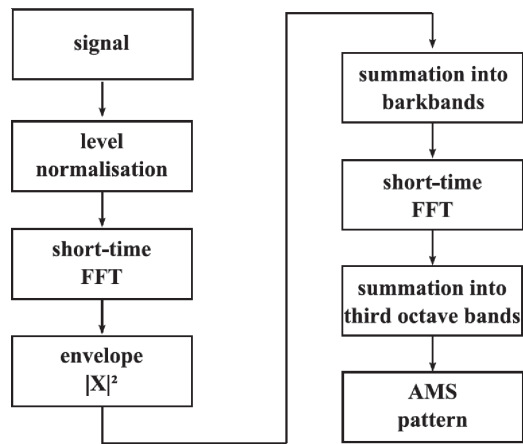 signal
level
normalisation
short-time
FFT
envelope
|X|²
summation into
barkbands
short-time
FFT
summation into
third octave bands
AMS
pattern